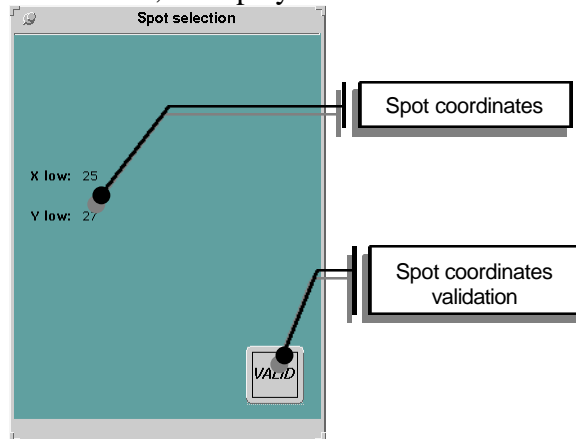 Spot selection
Spot coordinates
X low: 25
Y low: 27
Spot coordinates
validation
VALID